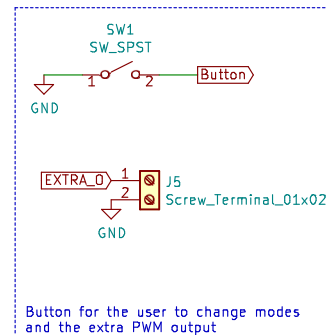 SW1
SW_SPST
1
2
Button
GND
EXTRA_O
1
2
J5
Screw_Terminal_01x02
GND
Button for the user to change modes
and the extra PWM output